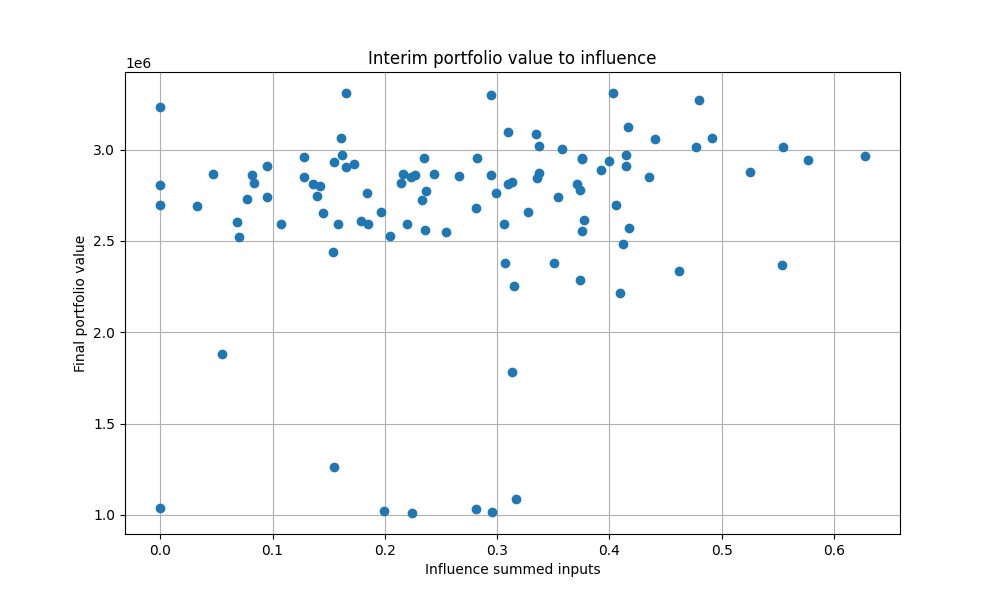 Interim portfolio value to influence
1e6
3.0
2.5
2.0
1.5
1.0
Final portfolio value
0.0 0.1 0.2 0.3 0.4 0.5 0.6
Influence summed inputs